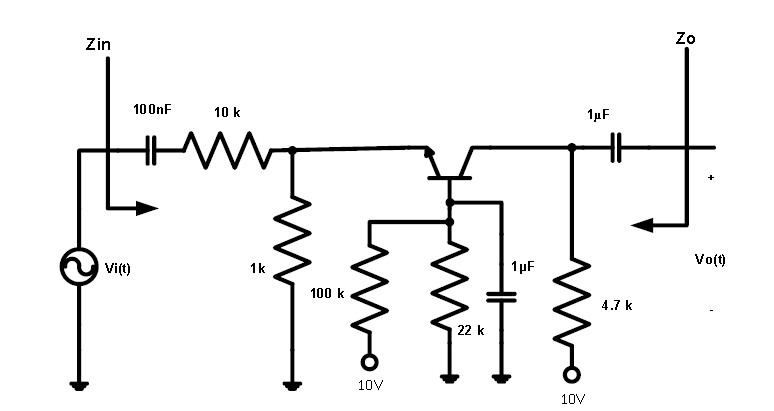 Zin
Zo
100nF
10 k
1µF
+
Vi(t)
1k
100 k
22 k
1µF
4.7 k
Vo(t)
-
10V
10V